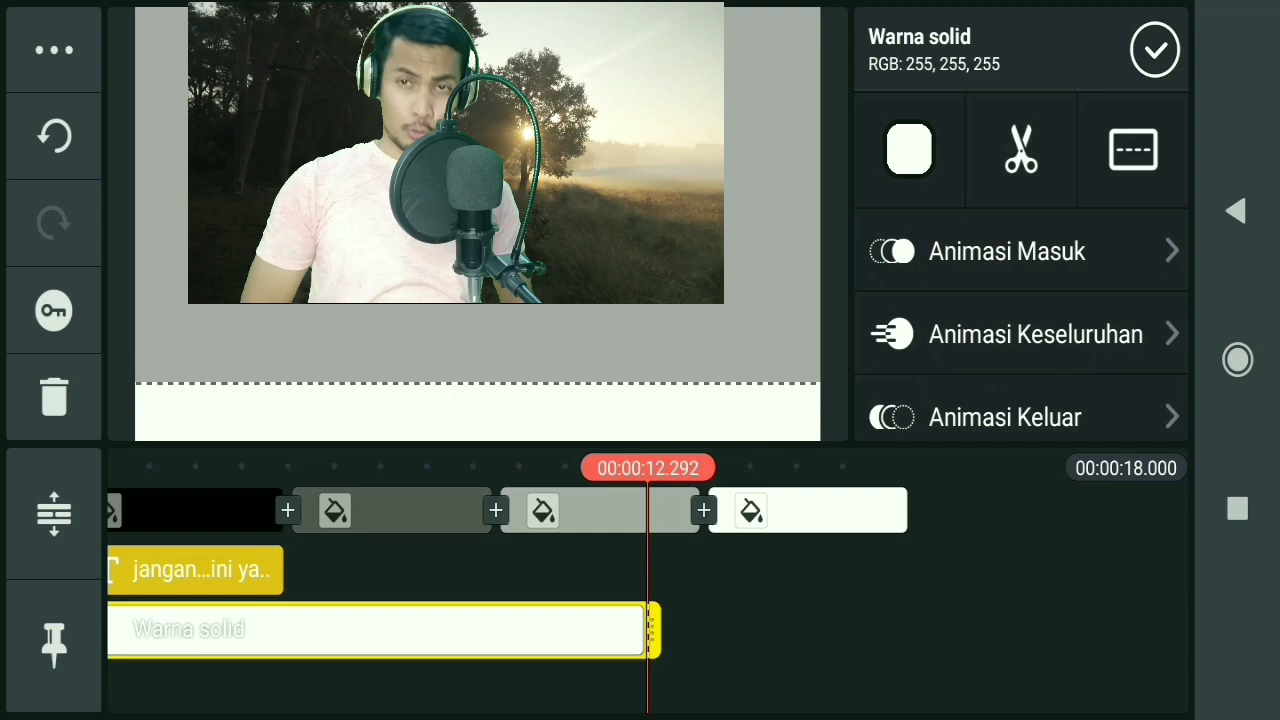 Warna solid
RGB: 255, 255, 255
Animasi Masuk
Animasi Keseluruhan
Animasi Keluar
00:00:12.292
00:00:18.000
T jangan...ini ya..
Warna solid